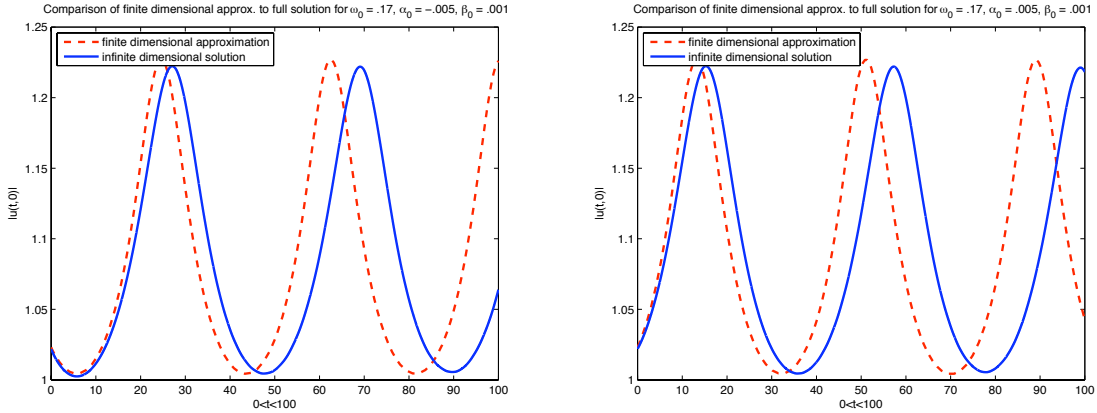 Comparison of finite dimensional approx. to full solution for ω₀ = .17, α₀ = −.005, β₀ = .001
1.25
finite dimensional approximation
infinite dimensional solution
1.2
1.15
|u(t,0)|
1.1
1.05
1
0 10 20 30 40 50 60 70 80 90 100
0<t<100
Comparison of finite dimensional approx. to full solution for ω₀ = .17, α₀ = .005, β₀ = .001
1.25
finite dimensional approximation
infinite dimensional solution
1.2
1.15
|u(t,0)|
1.1
1.05
1
0 10 20 30 40 50 60 70 80 90 100
0<t<100